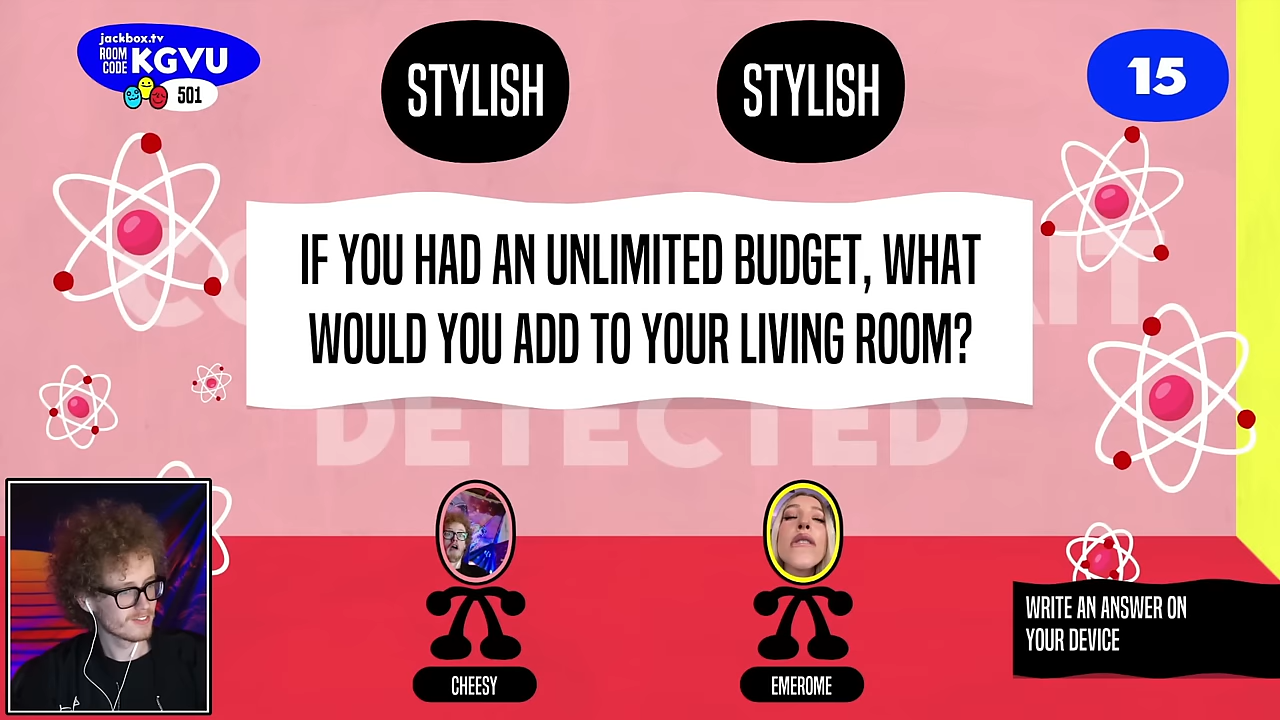 jackbox.tv
ROOM
CODE
KGVU
501
STYLISH
STYLISH
15
IF YOU HAD AN UNLIMITED BUDGET, WHAT
WOULD YOU ADD TO YOUR LIVING ROOM?
DETECTED
CHEESY
EMEROME
WRITE AN ANSWER ON
YOUR DEVICE